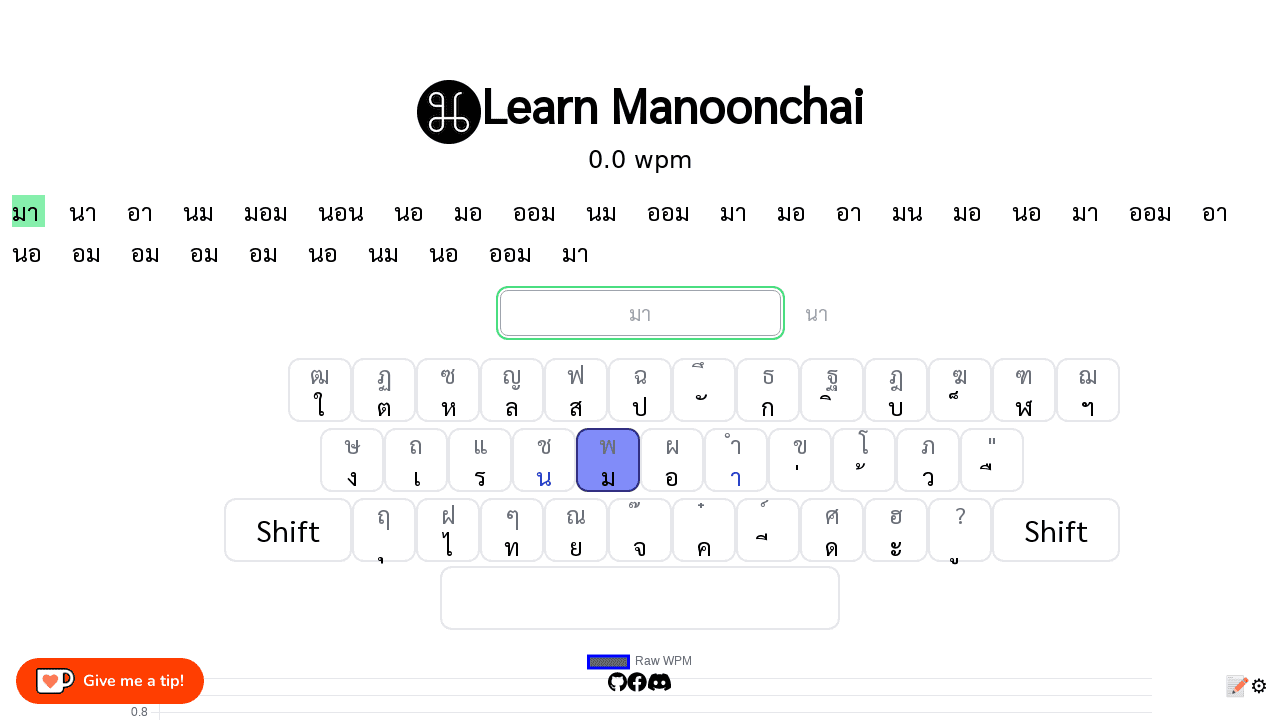 Learn Manoonchai
0.0 wpm
มา นา อา นม มอม นอน นอ มอ ออม นม ออม มา มอ อา มน มอ นอ มา ออม อา
นอ อม อม อม อม นอ นม นอ ออม มา
มา นา
ฒ ฏ ซ ญ ฟ ฉ ึ ธ ฐ ฎ ฆ ฑ ฌ
ใ ต ห ล ส ป ั ก ิ บ ็ ฬ ฯ
ษ ถ แ ช พ ผ ำ ข โ ภ "
ง เ ร น ม อ า ่ ้ ว ื
ฤ ฝ ๆ ณ ๊ ๋ ์ ศ ฮ ?
Shift ุ ไ ท ย จ ค ี ด ะ ู Shift
Raw WPM
Give me a tip!
0.8